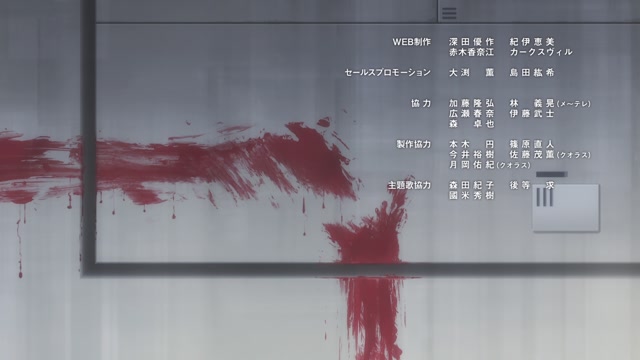 WEB制作 深田優作 紀伊恵美
赤木香奈江 カークスヴィル
セールスプロモーション 大渕 薫 島田紘希
協力 加藤隆弘 林 義晃(メ〜テレ)
広瀬春奈 伊藤武士
森 卓也
製作協力 本木 円 篠原直人
今井裕樹 佐藤茂薫(クオラス)
月岡佑紀(クオラス)
主題歌協力 森田紀子 後等 求
國米秀樹